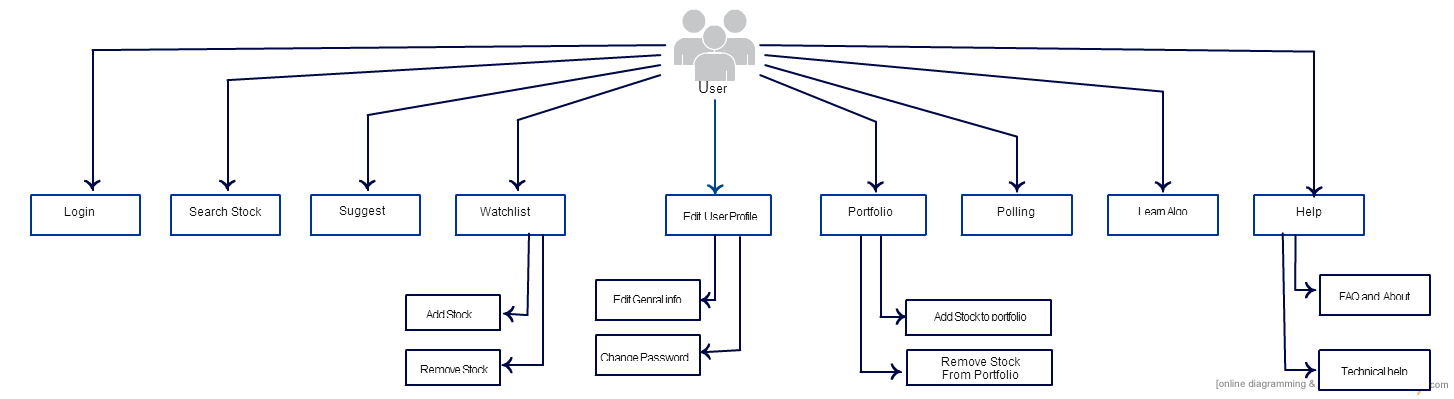 User
Login
Search Stock
Suggest
Watchlist
Edit User Profile
Portfolio
Polling
Learn Algo
Help
Add Stock
Remove Stock
Edit Genral info
Change Password
Add Stock to portfolio
Remove Stock
From Portfolio
FAQ and About
Technical help
[online diagramming &
com